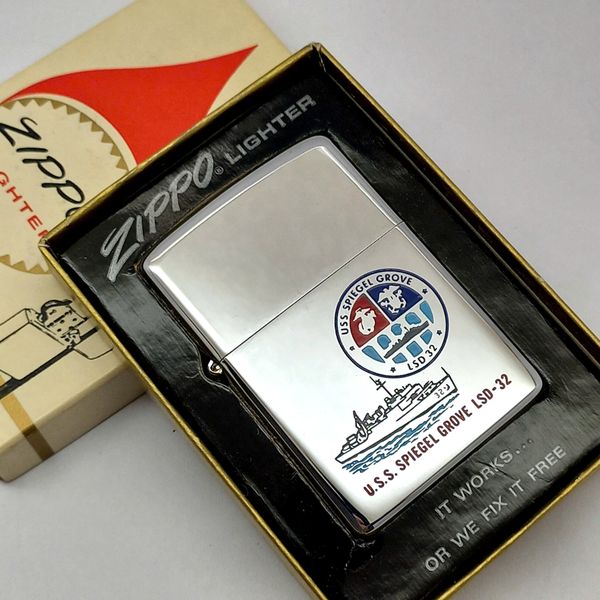 ZIPPO
GHTER
ZIPPO® LIGHTER
USS SPIEGEL GROVE
LSD 32
32
U.S.S. SPIEGEL GROVE LSD-32
IT WORKS...
OR WE FIX IT FREE